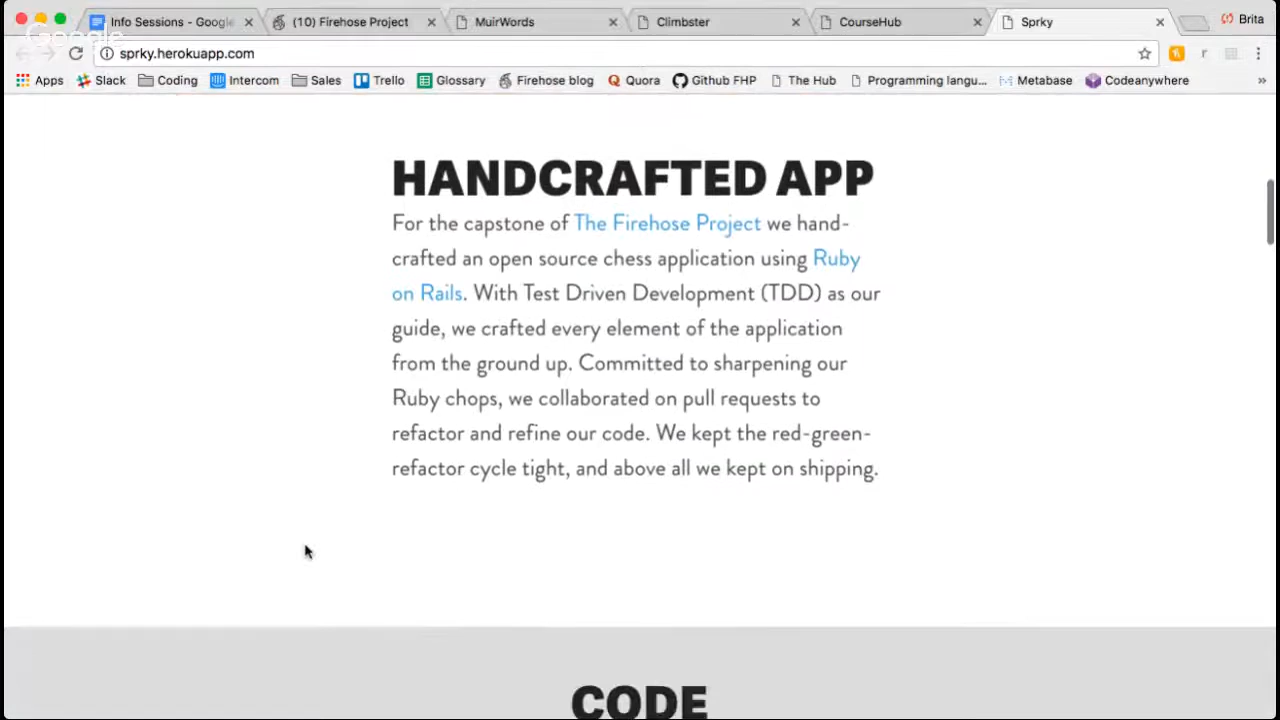 Info Sessions - Google
(10) Firehose Project
MuirWords
Climbster
CourseHub
Sprky
Brita
Google
sprky.herokuapp.com
Apps
Slack
Coding
Intercom
Sales
Trello
Glossary
Firehose blog
Quora
Github FHP
The Hub
Programming langu...
Metabase
Codeanywhere
»
HANDCRAFTED APP
For the capstone of The Firehose Project we hand-
crafted an open source chess application using Ruby
on Rails. With Test Driven Development (TDD) as our
guide, we crafted every element of the application
from the ground up. Committed to sharpening our
Ruby chops, we collaborated on pull requests to
refactor and refine our code. We kept the red-green-
refactor cycle tight, and above all we kept on shipping.
CODE